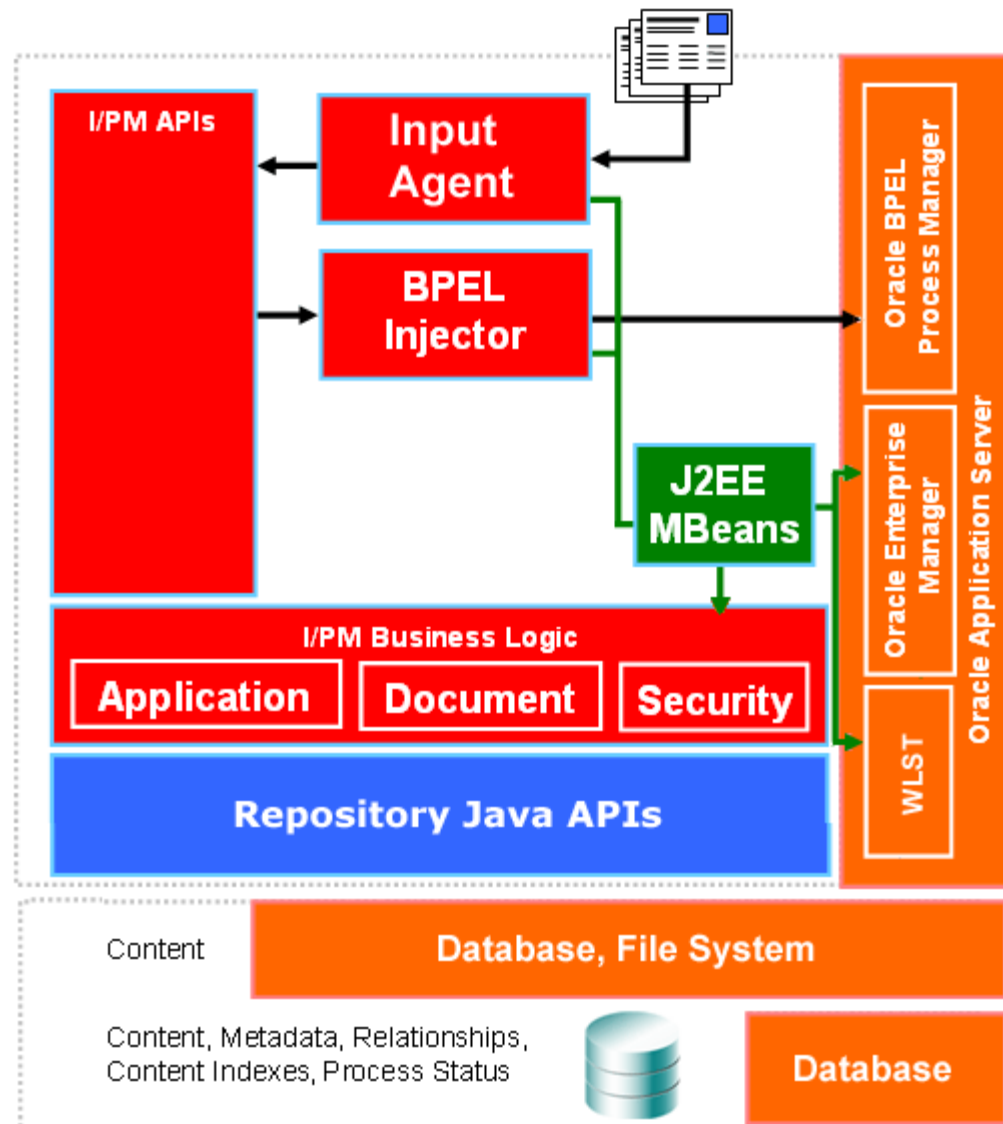 I/PM APIs
Input
Agent
BPEL
Injector
J2EE
MBeans
I/PM Business Logic
Application
Document
Security
Repository Java APIs
Oracle BPEL
Process Manager
Oracle Enterprise
Manager
WLST
Oracle Application Server
Content
Database, File System
Content, Metadata, Relationships,
Content Indexes, Process Status
Database